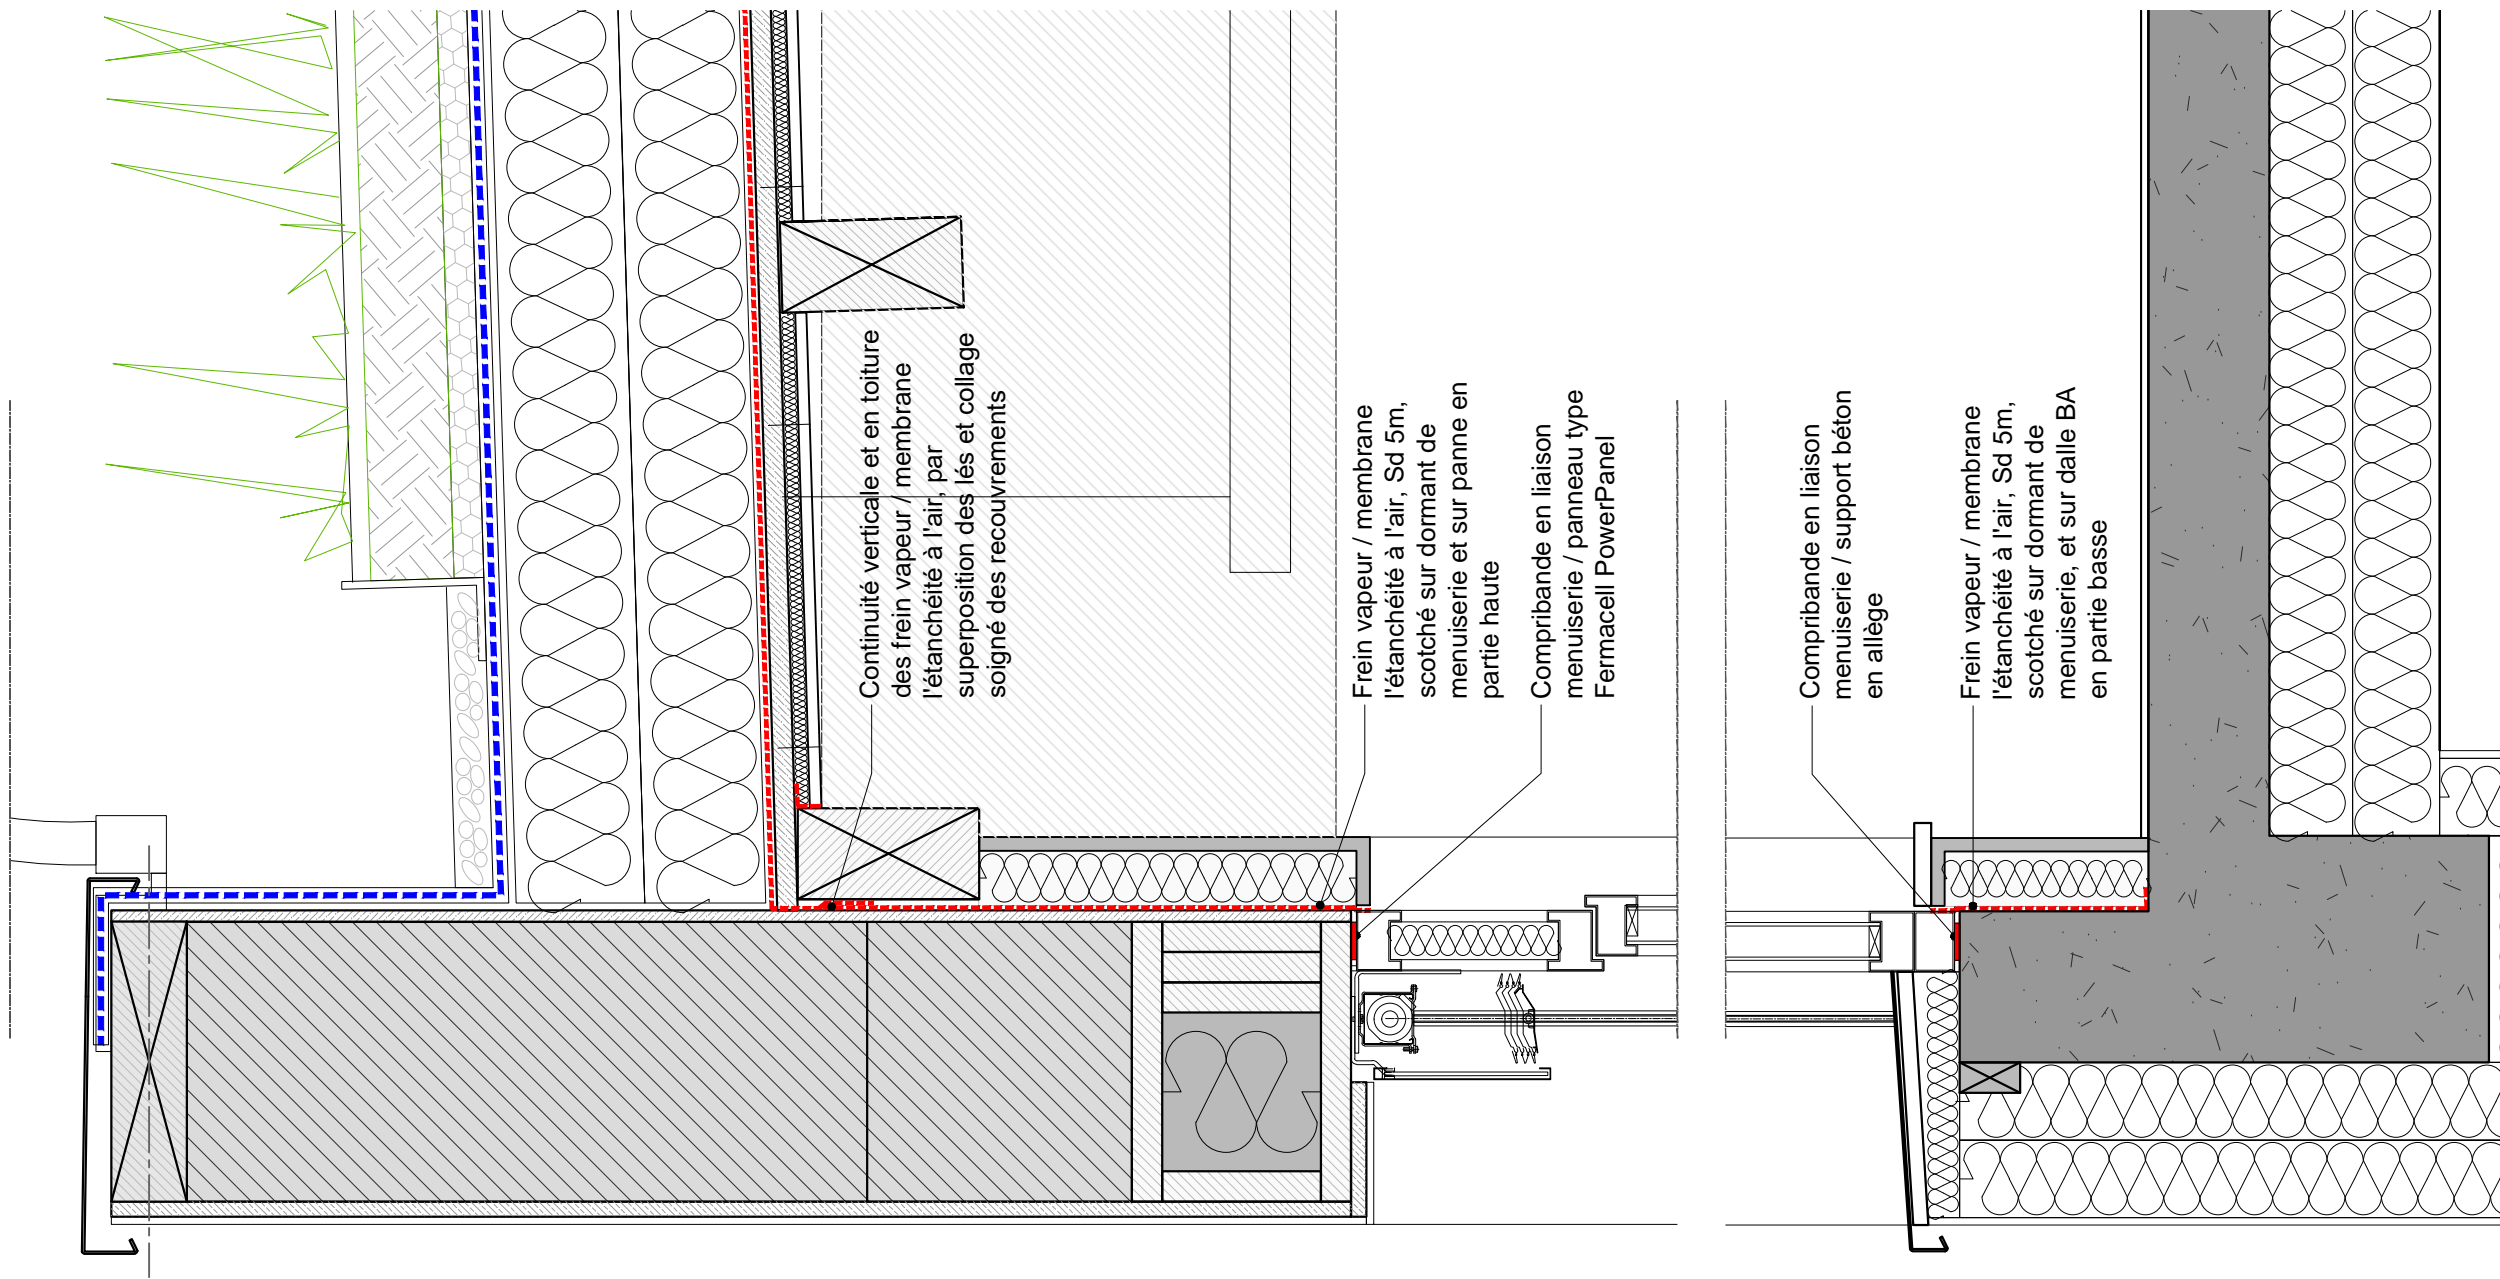 Continuité verticale et en toiture
des frein vapeur / membrane
l'étanchéité à l'air, par
superposition des lés et collage
soigné des recouvrements
Frein vapeur / membrane
l'étanchéité à l'air, Sd 5m,
scotché sur dormant de
menuiserie et sur panne en
partie haute
Compribande en liaison
menuiserie / panneau type
Fermacell PowerPanel
Compribande en liaison
menuiserie / support béton
en allège
Frein vapeur / membrane
l'étanchéité à l'air, Sd 5m,
scotché sur dormant de
menuiserie, et sur dalle BA
en partie basse